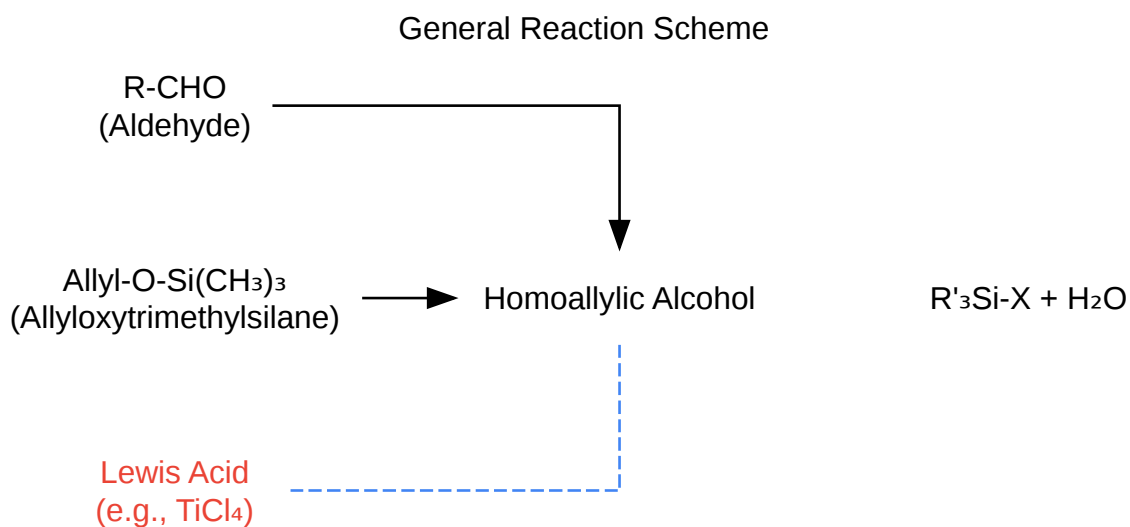 General Reaction Scheme
R-CHO
(Aldehyde)
Allyl-O-Si(CH₃)₃
(Allyloxytrimethylsilane)
Homoallylic Alcohol
R'₃Si-X + H₂O
Lewis Acid
(e.g., TiCl₄)